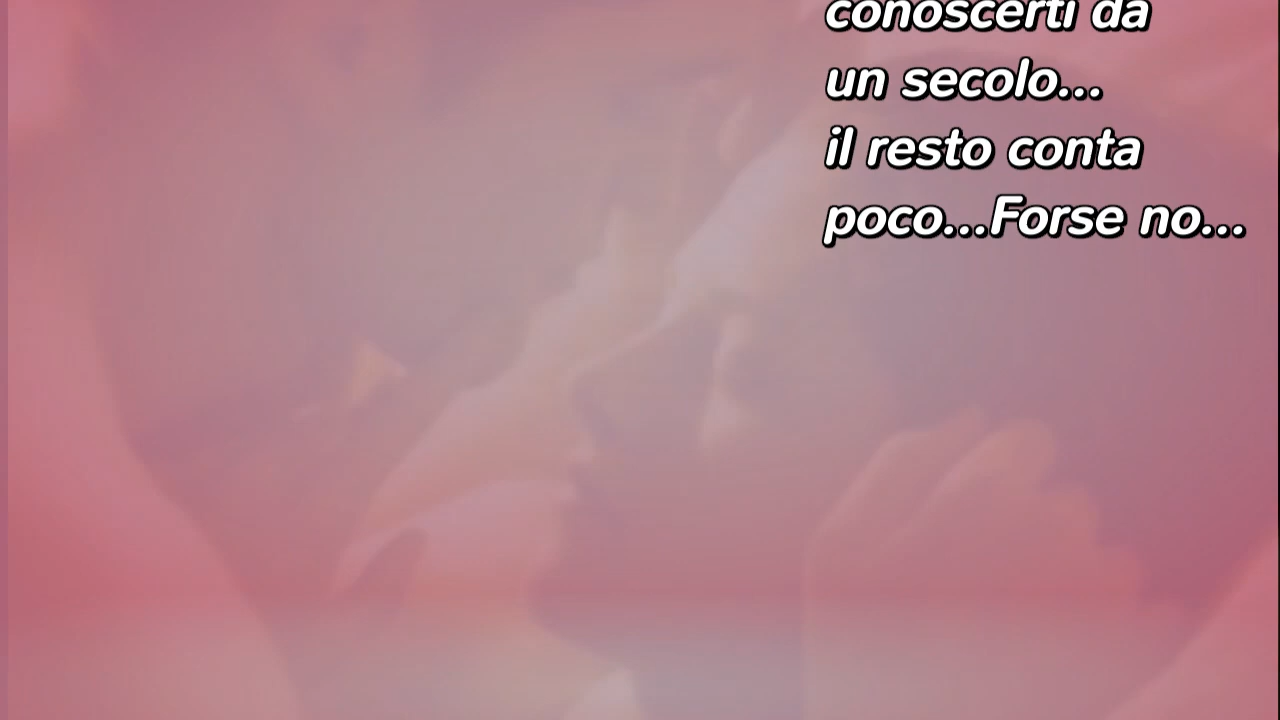 conoscerti da
un secolo...
il resto conta
poco...Forse no...